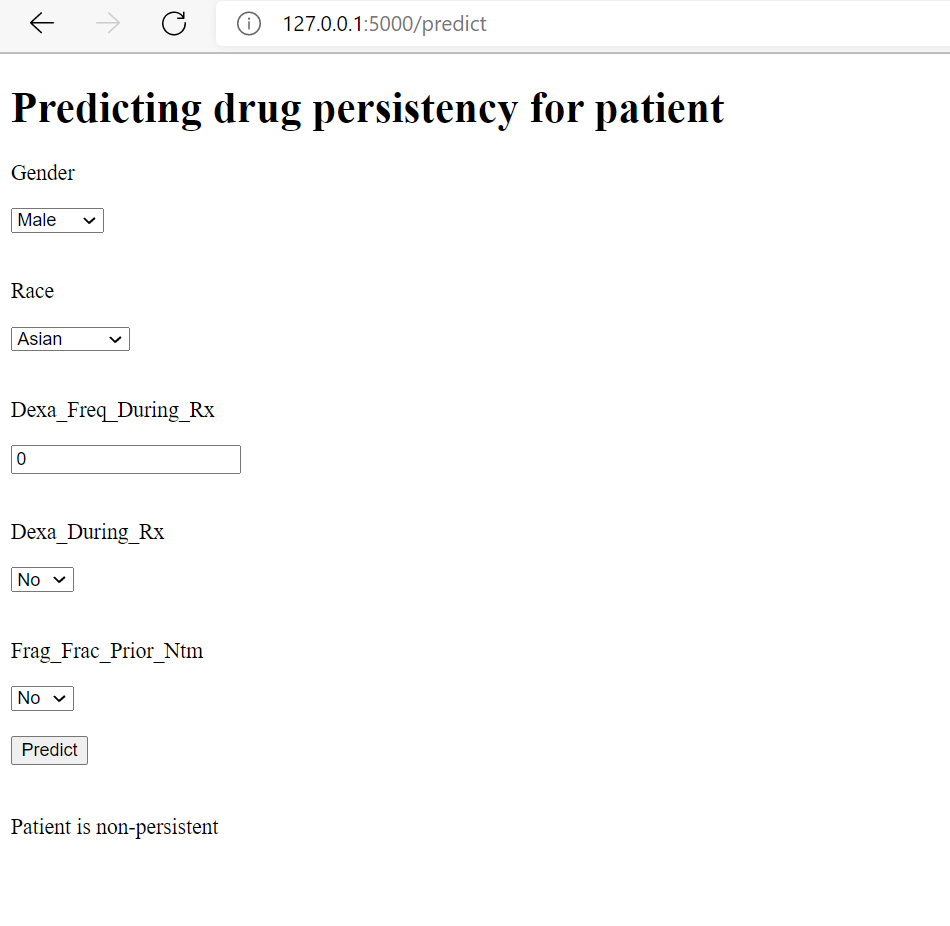 127.0.0.1:5000/predict
Predicting drug persistency for patient
Gender
Male
Race
Asian
Dexa_Freq_During_Rx
0
Dexa_During_Rx
No
Frag_Frac_Prior_Ntm
No
Predict
Patient is non-persistent